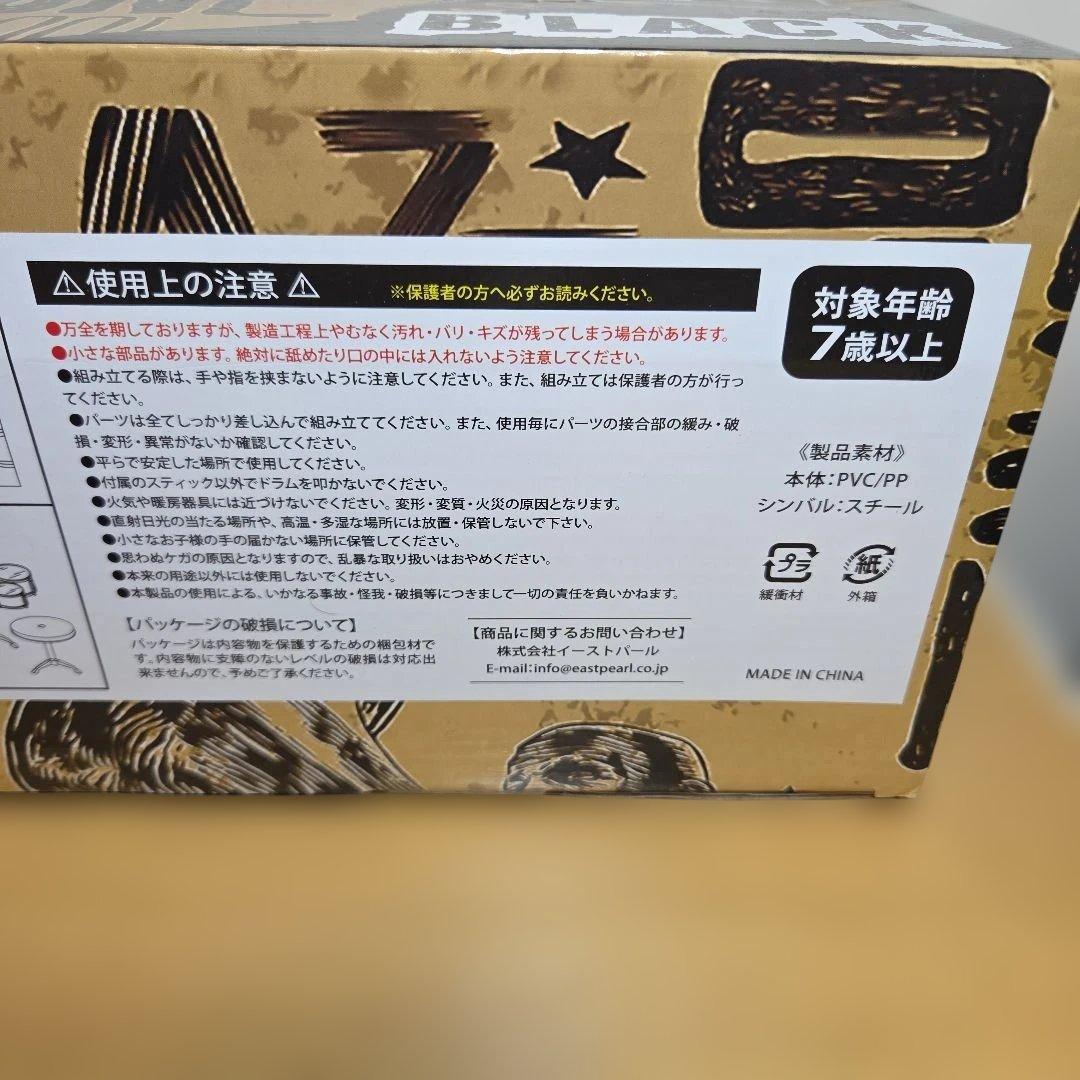 BLACK
⚠使用上の注意⚠ ※保護者の方へ必ずお読みください。
●万全を期しておりますが、製造工程上やむなく汚れ・バリ・キズが残ってしまう場合があります。
●小さな部品があります。絶対に舐めたり口の中には入れないよう注意してください。
●組み立てる際は、手や指を挟まないように注意してください。また、組み立ては保護者の方が行っ
てください。
●パーツは全てしっかり差し込んで組み立ててください。また、使用毎にパーツの接合部の緩み・破
損・変形・異常がないか確認してください。
●平らで安定した場所で使用してください。
●付属のスティック以外でドラムを叩かないでください。
●火気や暖房器具には近づけないでください。変形・変質・火災の原因となります。
●直射日光の当たる場所や、高温・多湿な場所には放置・保管しないで下さい。
●小さなお子様の手の届かない場所に保管してください。
●思わぬケガの原因となりますので、乱暴な取り扱いはおやめください。
●本来の用途以外には使用しないでください。
●本製品の使用による、いかなる事故・怪我・破損等につきまして一切の責任を負いかねます。
【パッケージの破損について】
パッケージは内容物を保護するための梱包材で
す。内容物に支障のないレベルの破損は対応出
来ませんので、予めご了承ください。
【商品に関するお問い合わせ】
株式会社イーストパール
E-mail：info@eastpearl.co.jp
対象年齢
7歳以上
《製品素材》
本体：PVC/PP
シンバル：スチール
プラ
緩衝材
紙
外箱
MADE IN CHINA